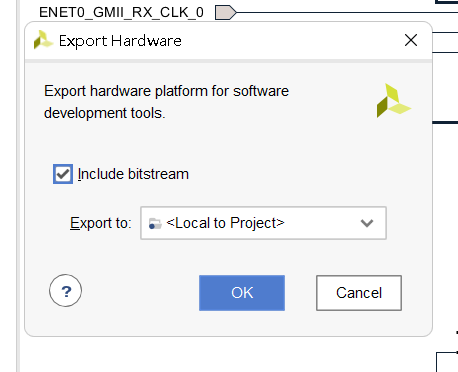 ENET0_GMII_RX_CLK_0
Export Hardware
Export hardware platform for software
development tools.
Include bitstream
Export to: <Local to Project>
?
OK
Cancel